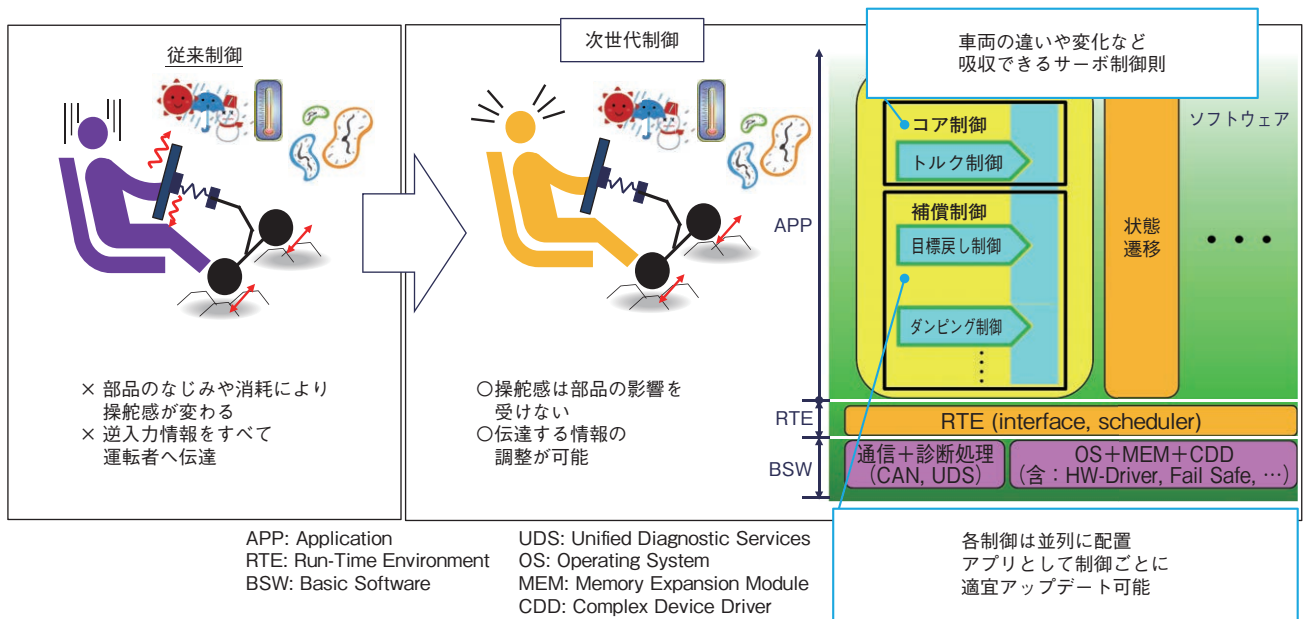 従来制御
× 部品のなじみや消耗により
操舵感が変わる
× 逆入力情報をすべて
運転者へ伝達
次世代制御
○操舵感は部品の影響を
受けない
○伝達する情報の
調整が可能
車両の違いや変化など
吸収できるサーボ制御則
APP
コア制御
トルク制御
補償制御
目標戻し制御
ダンピング制御
⋮
状態
遷移
ソフトウェア
・・・
RTE
RTE (interface, scheduler)
BSW
通信+診断処理
(CAN, UDS)
OS+MEM+CDD
(含:HW-Driver, Fail Safe, …)
各制御は並列に配置
アプリとして制御ごとに
適宜アップデート可能
APP: Application
RTE: Run-Time Environment
BSW: Basic Software
UDS: Unified Diagnostic Services
OS: Operating System
MEM: Memory Expansion Module
CDD: Complex Device Driver